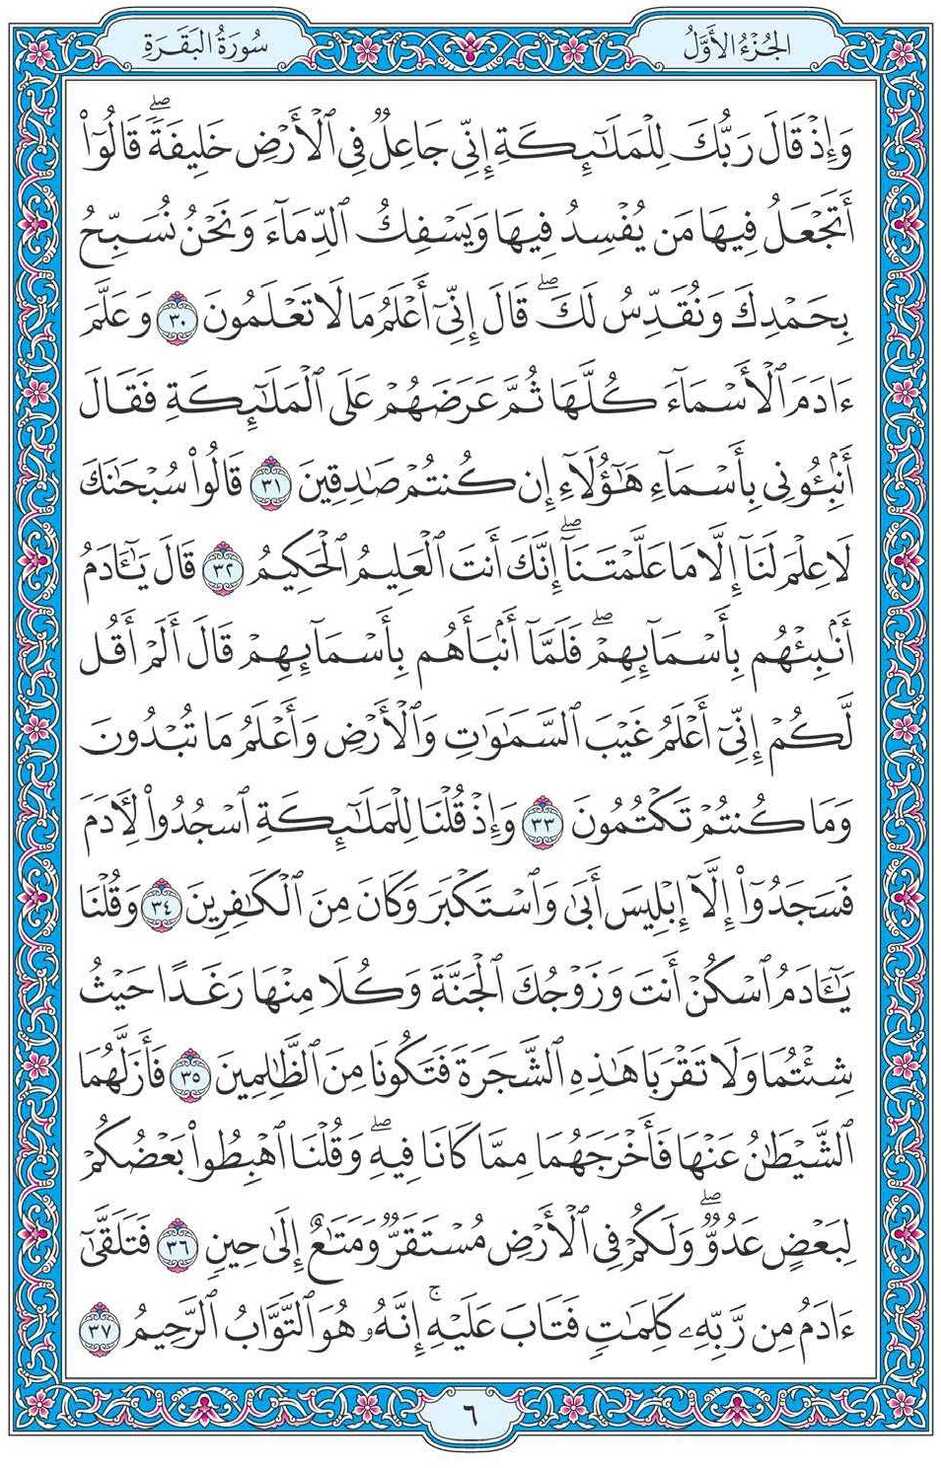 الجُزْءُ الأَوَّلُ
سُورَةُ البَقَرَةِ
وَإِذۡ قَالَ رَبُّكَ لِلۡمَلَٰٓئِكَةِ إِنِّي جَاعِلٞ فِي ٱلۡأَرۡضِ خَلِيفَةٗۖ قَالُوٓاْ
أَتَجۡعَلُ فِيهَا مَن يُفۡسِدُ فِيهَا وَيَسۡفِكُ ٱلدِّمَآءَ وَنَحۡنُ نُسَبِّحُ
بِحَمۡدِكَ وَنُقَدِّسُ لَكَۖ قَالَ إِنِّيٓ أَعۡلَمُ مَا لَا تَعۡلَمُونَ ٣٠ وَعَلَّمَ
ءَادَمَ ٱلۡأَسۡمَآءَ كُلَّهَا ثُمَّ عَرَضَهُمۡ عَلَى ٱلۡمَلَٰٓئِكَةِ فَقَالَ
أَنۢبِـُٔونِي بِأَسۡمَآءِ هَٰٓؤُلَآءِ إِن كُنتُمۡ صَٰدِقِينَ ٣١ قَالُواْ سُبۡحَٰنَكَ
لَا عِلۡمَ لَنَآ إِلَّا مَا عَلَّمۡتَنَآۖ إِنَّكَ أَنتَ ٱلۡعَلِيمُ ٱلۡحَكِيمُ ٣٢ قَالَ يَٰٓـَٔادَمُ
أَنۢبِئۡهُم بِأَسۡمَآئِهِمۡۖ فَلَمَّآ أَنۢبَأَهُم بِأَسۡمَآئِهِمۡ قَالَ أَلَمۡ أَقُل
لَّكُمۡ إِنِّيٓ أَعۡلَمُ غَيۡبَ ٱلسَّمَٰوَٰتِ وَٱلۡأَرۡضِ وَأَعۡلَمُ مَا تُبۡدُونَ
وَمَا كُنتُمۡ تَكۡتُمُونَ ٣٣ وَإِذۡ قُلۡنَا لِلۡمَلَٰٓئِكَةِ ٱسۡجُدُواْ لِأٓدَمَ
فَسَجَدُوٓاْ إِلَّآ إِبۡلِيسَ أَبَىٰ وَٱسۡتَكۡبَرَ وَكَانَ مِنَ ٱلۡكَٰفِرِينَ ٣٤ وَقُلۡنَا
يَٰٓـَٔادَمُ ٱسۡكُنۡ أَنتَ وَزَوۡجُكَ ٱلۡجَنَّةَ وَكُلَا مِنۡهَا رَغَدًا حَيۡثُ
شِئۡتُمَا وَلَا تَقۡرَبَا هَٰذِهِ ٱلشَّجَرَةَ فَتَكُونَا مِنَ ٱلظَّٰلِمِينَ ٣٥ فَأَزَلَّهُمَا
ٱلشَّيۡطَٰنُ عَنۡهَا فَأَخۡرَجَهُمَا مِمَّا كَانَا فِيهِۖ وَقُلۡنَا ٱهۡبِطُواْ بَعۡضُكُمۡ
لِبَعۡضٍ عَدُوّٞۖ وَلَكُمۡ فِي ٱلۡأَرۡضِ مُسۡتَقَرّٞ وَمَتَٰعٌ إِلَىٰ حِينٖ ٣٦ فَتَلَقَّىٰٓ
ءَادَمُ مِن رَّبِّهِۦ كَلِمَٰتٖ فَتَابَ عَلَيۡهِۚ إِنَّهُۥ هُوَ ٱلتَّوَّابُ ٱلرَّحِيمُ ٣٧
٦